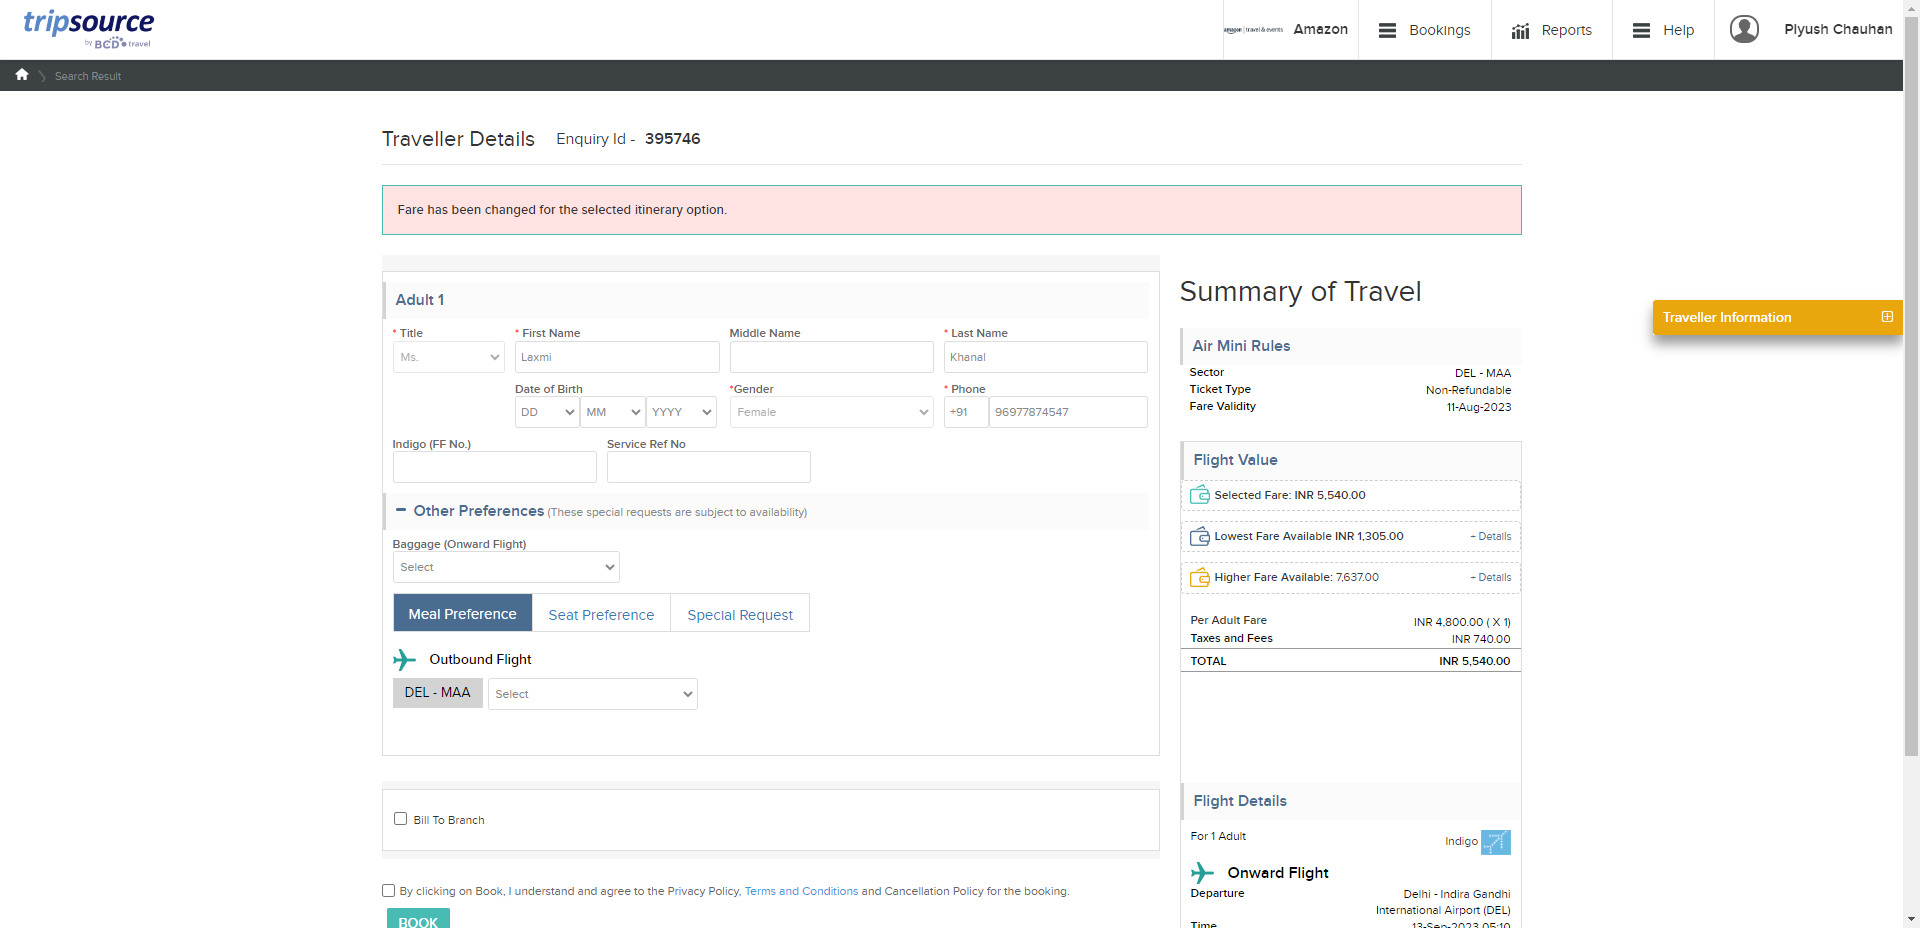 tripsource
by BCD travel
amazon | travel & events Amazon
Bookings
Reports
Help
Piyush Chauhan
Search Result
Traveller Details Enquiry Id - 395746
Fare has been changed for the selected itinerary option.
Adult 1
* Title * First Name Middle Name * Last Name
Ms. Laxmi Khanal
Date of Birth *Gender * Phone
DD MM YYYY Female +91 96977874547
Indigo (FF No.) Service Ref No
Other Preferences (These special requests are subject to availability)
Baggage (Onward Flight)
Select
Meal Preference Seat Preference Special Request
Outbound Flight
DEL - MAA Select
Bill To Branch
By clicking on Book, I understand and agree to the Privacy Policy, Terms and Conditions and Cancellation Policy for the booking.
BOOK
Summary of Travel
Air Mini Rules
Sector DEL - MAA
Ticket Type Non-Refundable
Fare Validity 11-Aug-2023
Flight Value
Selected Fare: INR 5,540.00
Lowest Fare Available INR 1,305.00 + Details
Higher Fare Available: 7,637.00 + Details
Per Adult Fare INR 4,800.00 ( X 1)
Taxes and Fees INR 740.00
TOTAL INR 5,540.00
Flight Details
For 1 Adult Indigo
Onward Flight
Departure Delhi - Indira Gandhi
International Airport (DEL)
Time 13-Sep-2023 05:10
Traveller Information